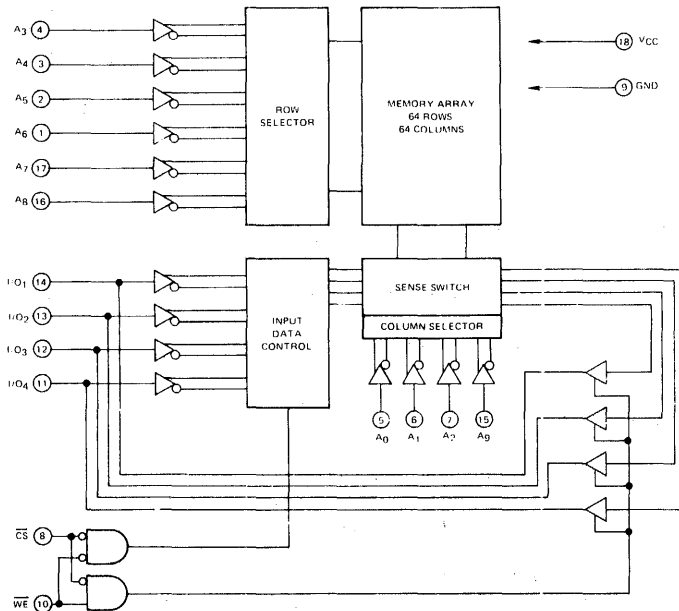 A3 4
A4 3
A5 2
A6 1
A7 17
A8 16
ROW
SELECTOR
MEMORY ARRAY
64 ROWS
64 COLUMNS
18 VCC
9 GND
I/O1 14
I/O2 13
I/O3 12
I/O4 11
INPUT
DATA
CONTROL
SENSE SWITCH
COLUMN SELECTOR
5 6 7 15
A0 A1 A2 A9
CS 8
WE 10